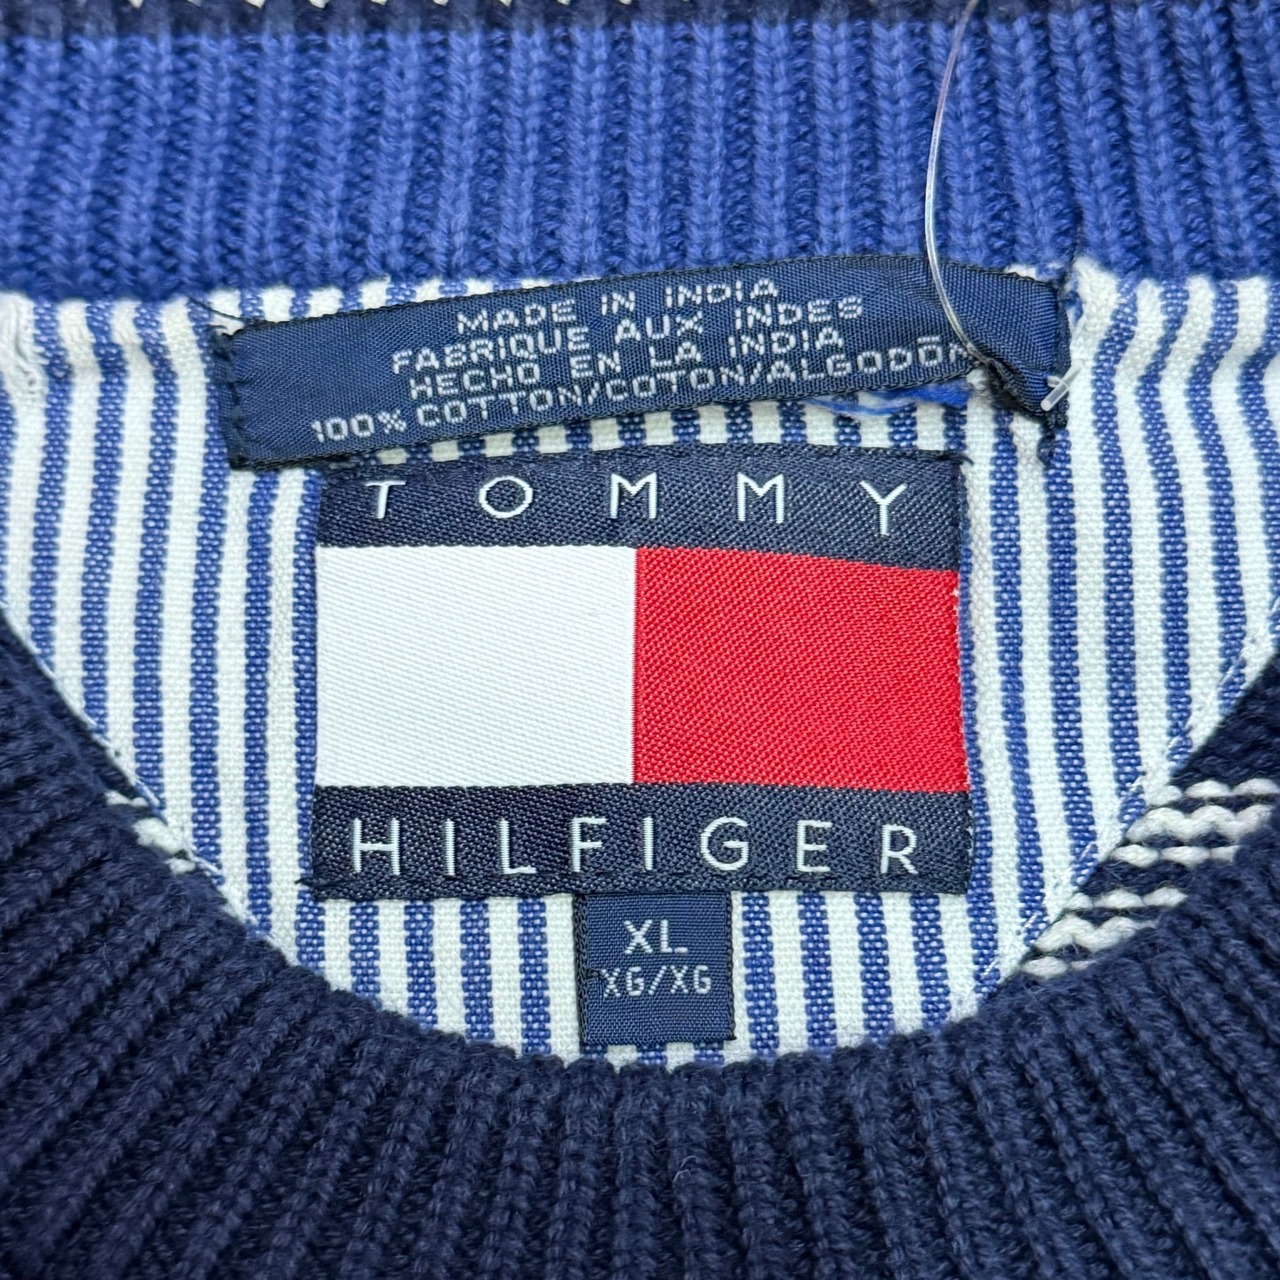 MADE IN INDIA
FABRIQUE AUX INDES
HECHO EN LA INDIA
100% COTTON/COTON/ALGODÓN
TOMMY
HILFIGER
XL
XG/XG